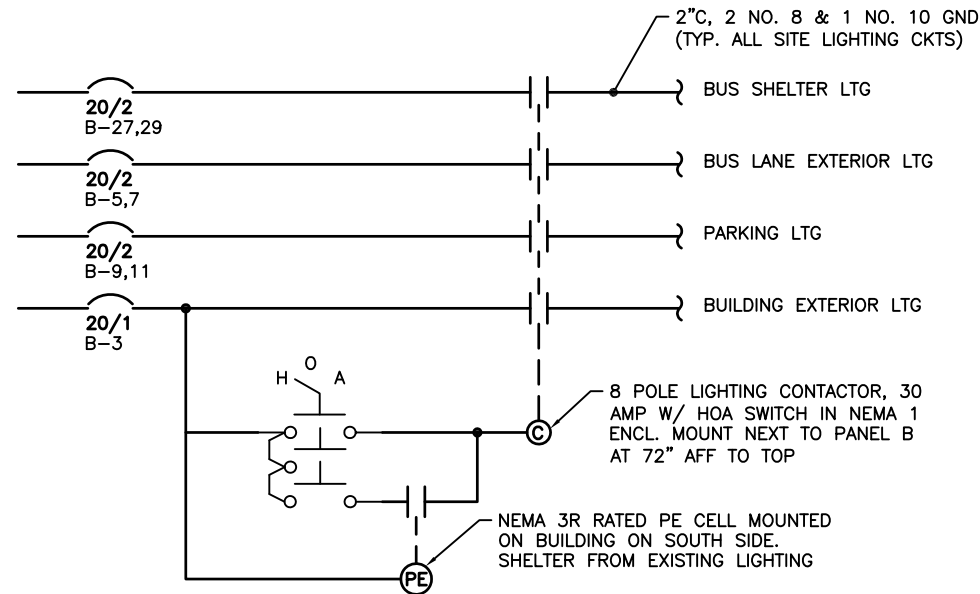 2"C, 2 NO. 8 & 1 NO. 10 GND
(TYP. ALL SITE LIGHTING CKTS)
BUS SHELTER LTG
20/2
B-27,29
BUS LANE EXTERIOR LTG
20/2
B-5,7
PARKING LTG
20/2
B-9,11
BUILDING EXTERIOR LTG
20/1
B-3
H O A
8 POLE LIGHTING CONTACTOR, 30
AMP W/ HOA SWITCH IN NEMA 1
ENCL. MOUNT NEXT TO PANEL B
AT 72" AFF TO TOP
C
NEMA 3R RATED PE CELL MOUNTED
ON BUILDING ON SOUTH SIDE.
SHELTER FROM EXISTING LIGHTING
PE